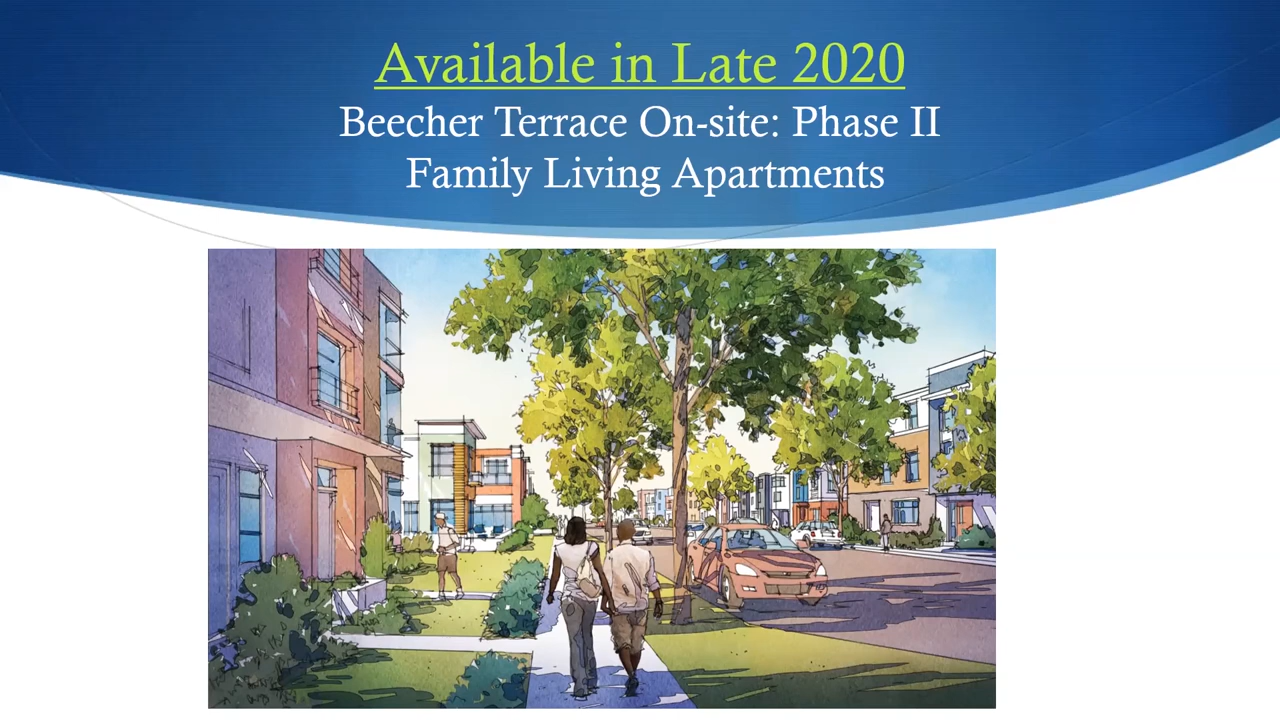 Available in Late 2020
Beecher Terrace On-site: Phase II
Family Living Apartments